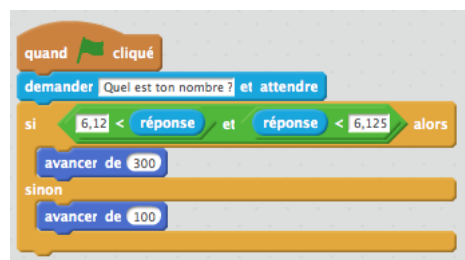 quand cliqué
demander Quel est ton nombre ? et attendre
si 6,12 < réponse et réponse < 6,125 alors
avancer de 300
sinon
avancer de 100